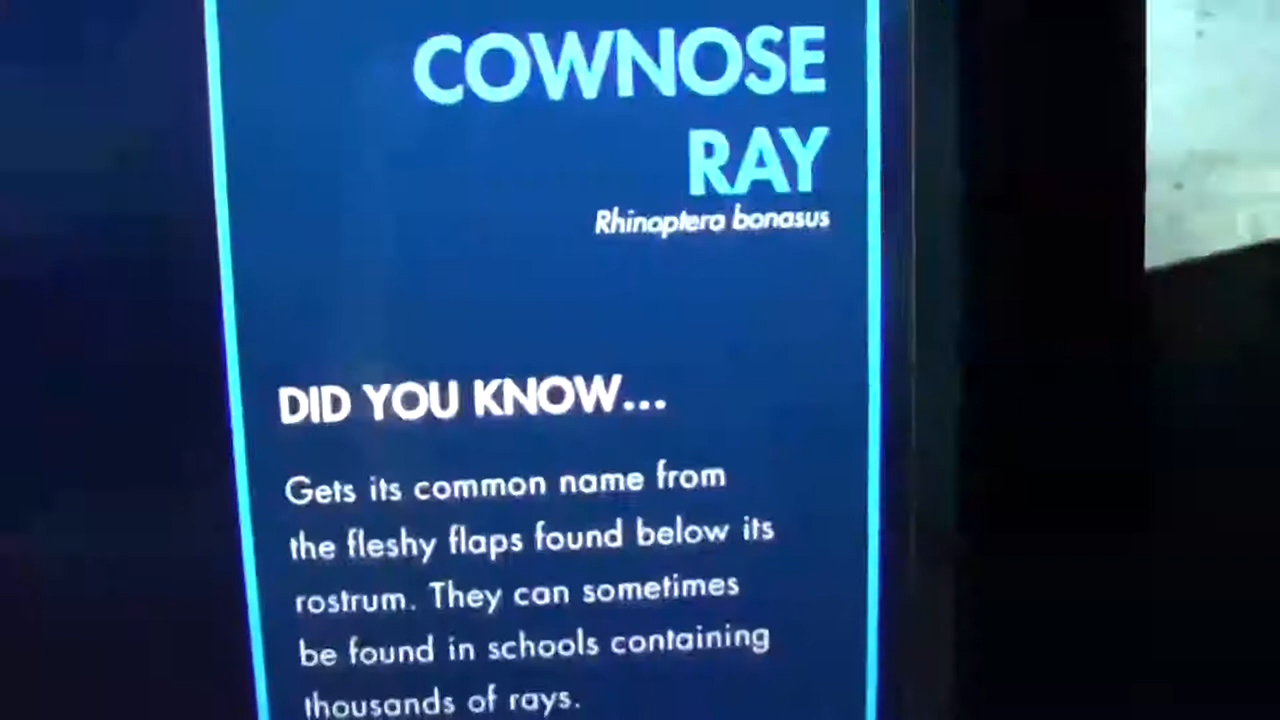 COWNOSE
RAY
Rhinoptera bonasus
DID YOU KNOW...
Gets its common name from
the fleshy flaps found below its
rostrum. They can sometimes
be found in schools containing
thousands of rays.